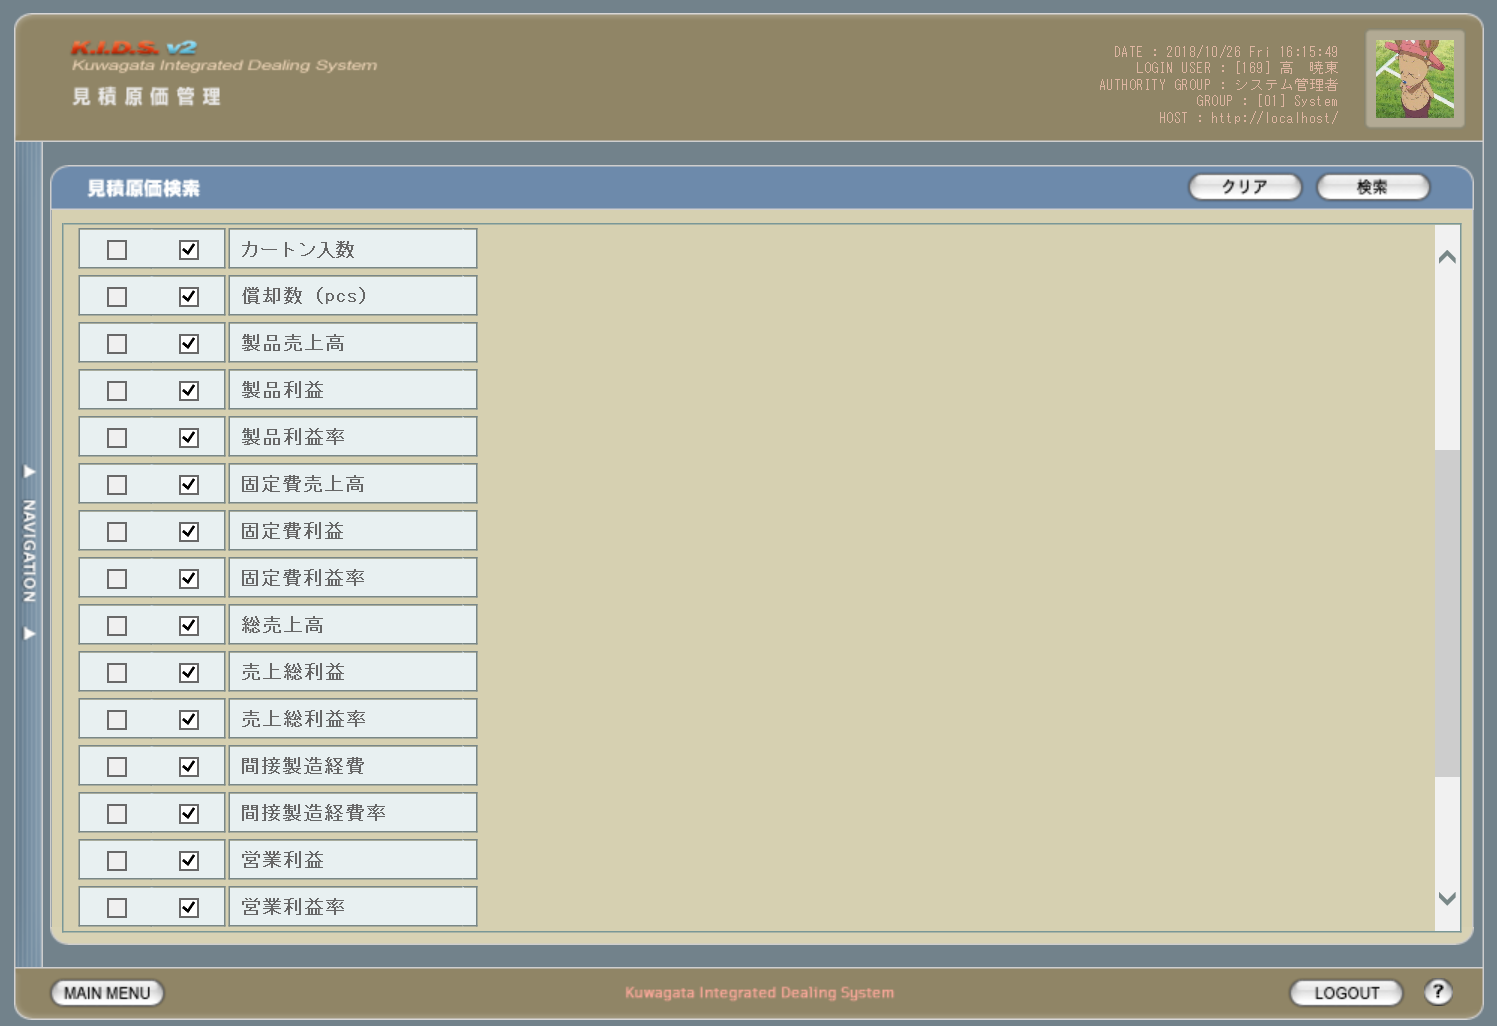 K.I.D.S. v2
Kuwagata Integrated Dealing System
見積原価管理
DATE : 2018/10/26 Fri 16:15:49
LOGIN USER : [169] 高　暁東
AUTHORITY GROUP : システム管理者
GROUP : [01] System
HOST : http://localhost/
見積原価検索
クリア
検索
カートン入数
償却数（pcs）
製品売上高
製品利益
製品利益率
固定費売上高
固定費利益
固定費利益率
総売上高
売上総利益
売上総利益率
間接製造経費
間接製造経費率
営業利益
営業利益率
NAVIGATION
MAIN MENU
Kuwagata Integrated Dealing System
LOGOUT
?